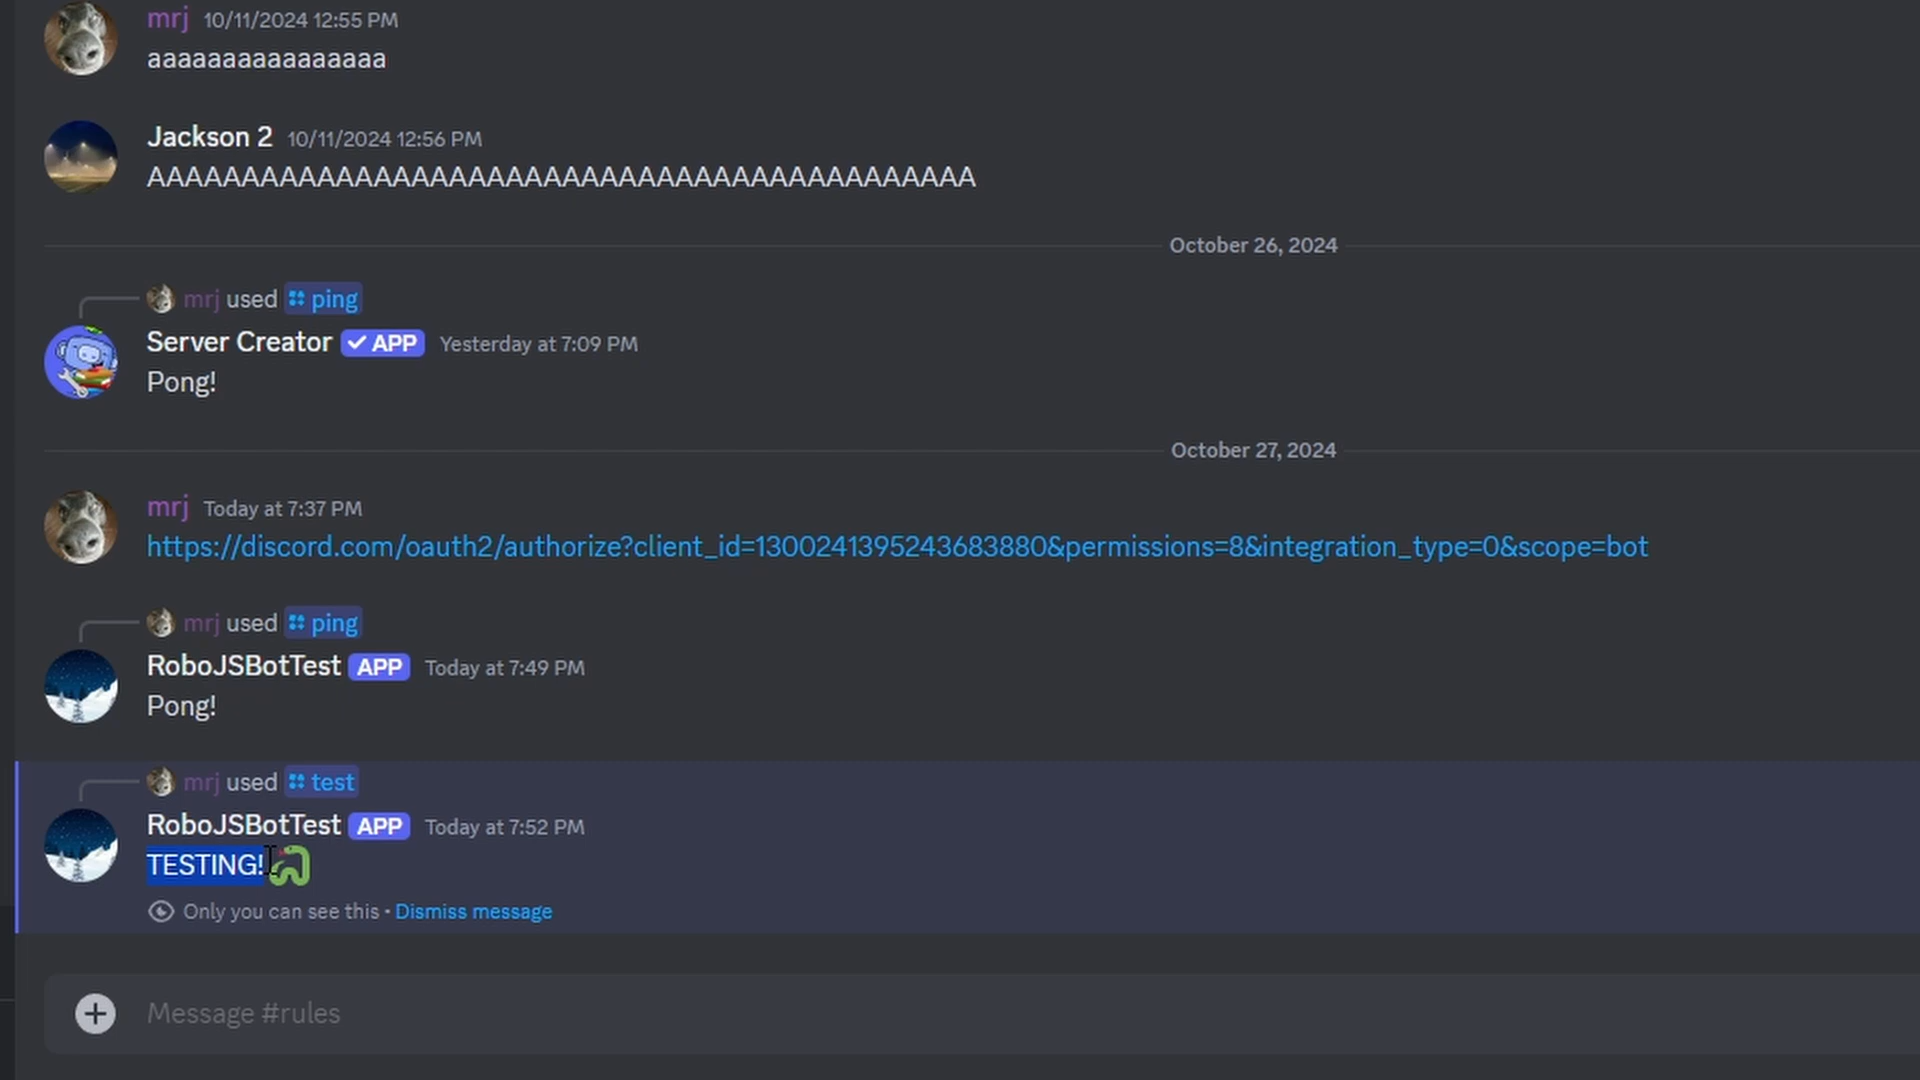 mrj 10/11/2024 12:55 PM
aaaaaaaaaaaaaaaa
Jackson 2 10/11/2024 12:56 PM
AAAAAAAAAAAAAAAAAAAAAAAAAAAAAAAAAAAAAAAAAAAA
October 26, 2024
mrj used ping
Server Creator APP Yesterday at 7:09 PM
Pong!
October 27, 2024
mrj Today at 7:37 PM
https://discord.com/oauth2/authorize?client_id=1300241395243683880&permissions=8&integration_type=0&scope=bot
mrj used ping
RoboJSBotTest APP Today at 7:49 PM
Pong!
mrj used test
RoboJSBotTest APP Today at 7:52 PM
TESTING!
Only you can see this • Dismiss message
Message #rules